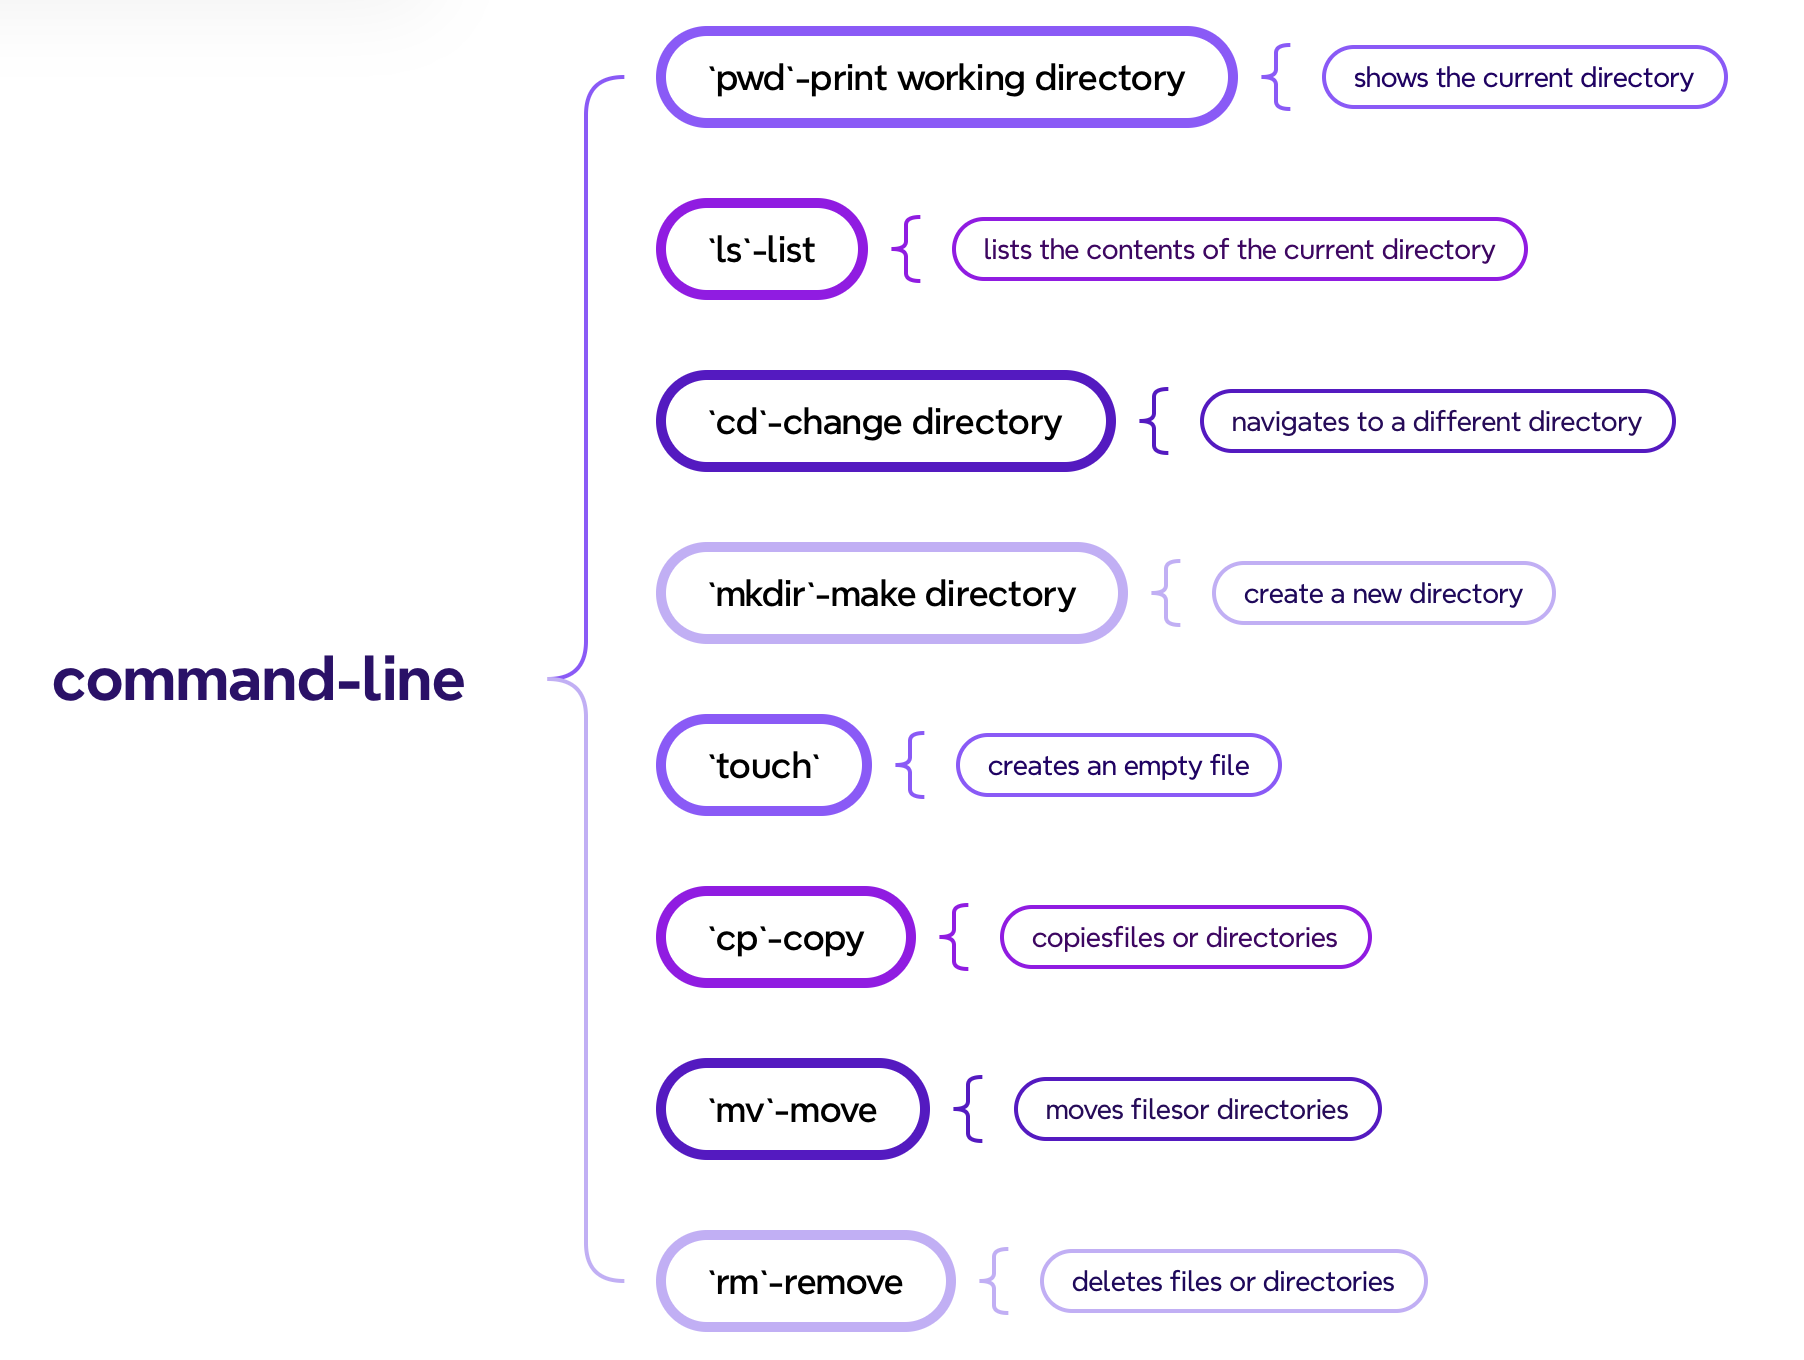 `pwd`-print working directory
shows the current directory
`ls`-list
lists the contents of the current directory
`cd`-change directory
navigates to a different directory
`mkdir`-make directory
create a new directory
command-line
`touch`
creates an empty file
`cp`-copy
copiesfiles or directories
`mv`-move
moves filesor directories
`rm`-remove
deletes files or directories